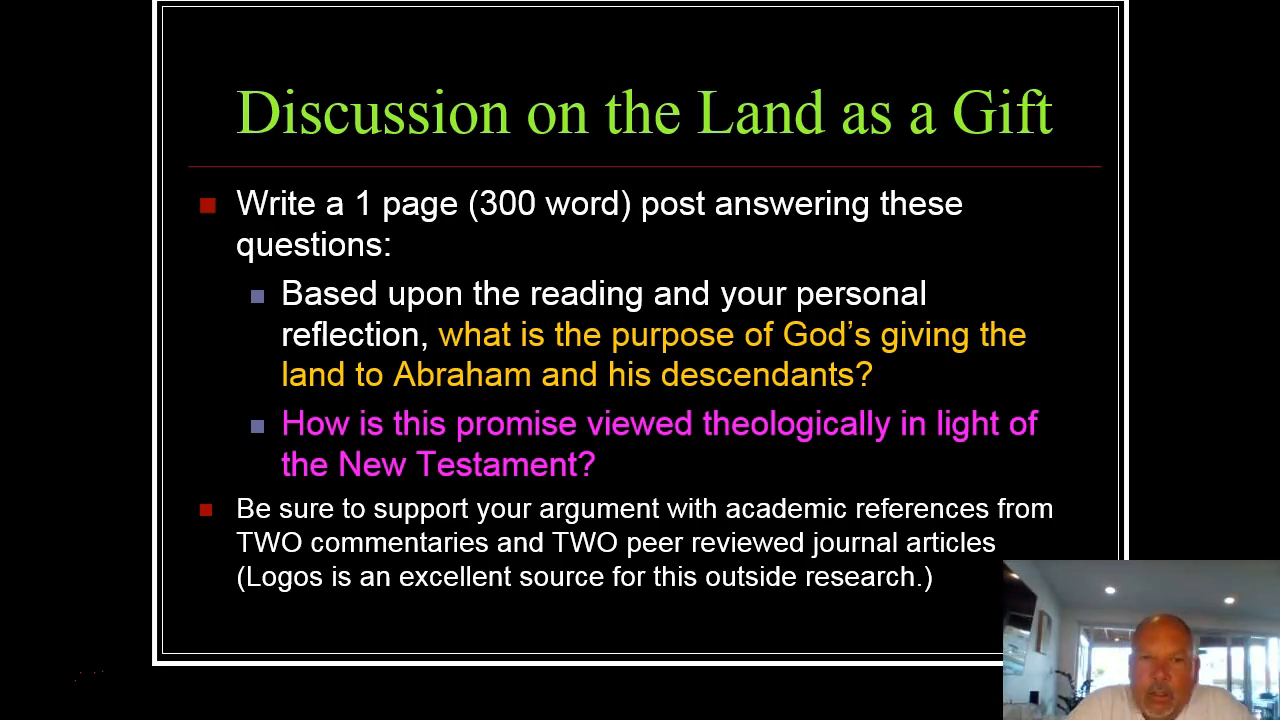 Discussion on the Land as a Gift
Write a 1 page (300 word) post answering these
questions:
Based upon the reading and your personal
reflection, what is the purpose of God’s giving the
land to Abraham and his descendants?
How is this promise viewed theologically in light of
the New Testament?
Be sure to support your argument with academic references from
TWO commentaries and TWO peer reviewed journal articles
(Logos is an excellent source for this outside research.)